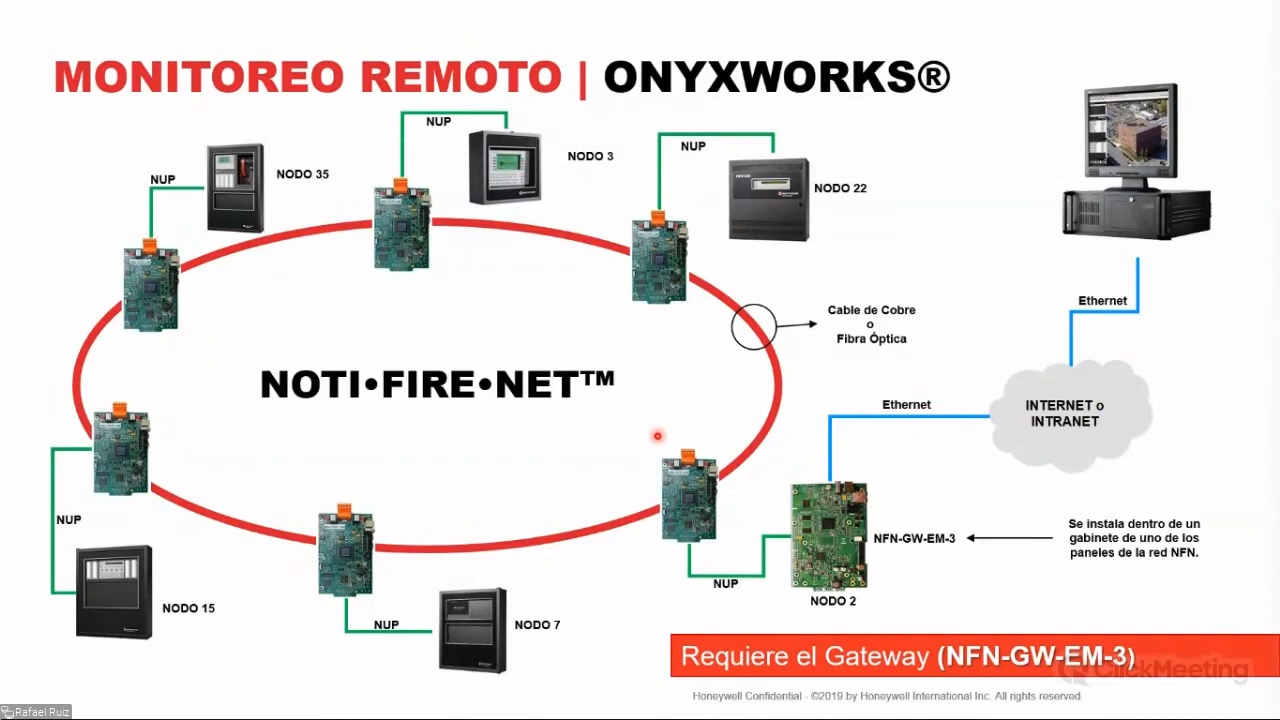 MONITOREO REMOTO | ONYXWORKS®
NUP
NODO 3
NUP
NODO 35
NUP
NODO 22
Ethernet
Cable de Cobre
o
Fibra Óptica
NOTI•FIRE•NET™
Ethernet
INTERNET o
INTRANET
NUP
NODO 15
NUP
NODO 7
NUP
NFN-GW-EM-3
NODO 2
Se instala dentro de un
gabinete de uno de los
paneles de la red NFN.
Requiere el Gateway (NFN-GW-EM-3)
ClickMeeting
Honeywell Confidential - ©2019 by Honeywell International Inc. All rights reserved.
Rafael Ruiz